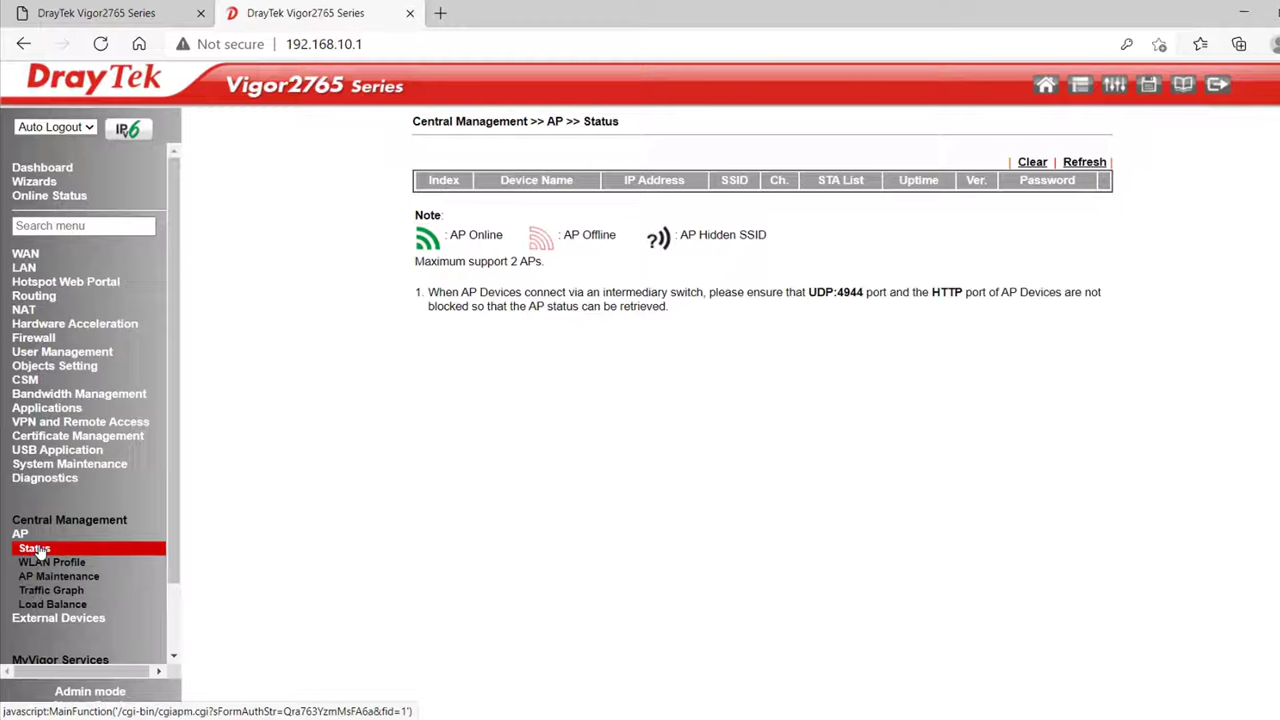 DrayTek Vigor2765 Series
DrayTek Vigor2765 Series
Not secure
192.168.10.1
DrayTek
Vigor2765 Series
Auto Logout
IPv6
Dashboard
Wizards
Online Status
Search menu
WAN
LAN
Hotspot Web Portal
Routing
NAT
Hardware Acceleration
Firewall
User Management
Objects Setting
CSM
Bandwidth Management
Applications
VPN and Remote Access
Certificate Management
USB Application
System Maintenance
Diagnostics
Central Management
AP
Status
WLAN Profile
AP Maintenance
Traffic Graph
Load Balance
External Devices
MyVigor Services
Admin mode
javascript:MainFunction('/cgi-bin/cgiapm.cgi?sFormAuthStr=Qra763YzmMsFA6a&fid=1')
Central Management >> AP >> Status
| Clear | Refresh |
Index Device Name IP Address SSID Ch. STA List Uptime Ver. Password
Note:
: AP Online : AP Offline : AP Hidden SSID
Maximum support 2 APs.
1. When AP Devices connect via an intermediary switch, please ensure that UDP:4944 port and the HTTP port of AP Devices are not
blocked so that the AP status can be retrieved.